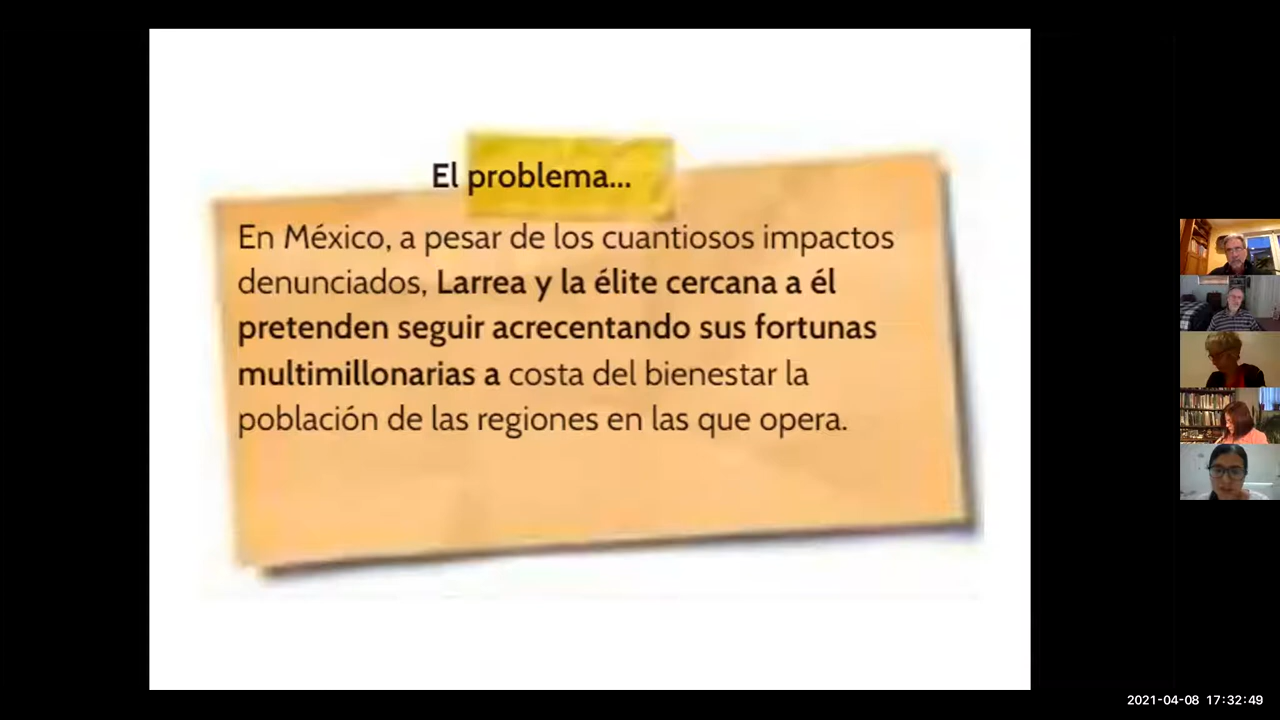 El problema...
En México, a pesar de los cuantiosos impactos
denunciados, Larrea y la élite cercana a él
pretenden seguir acrecentando sus fortunas
multimillonarias a costa del bienestar la
población de las regiones en las que opera.
2021-04-08 17:32:49